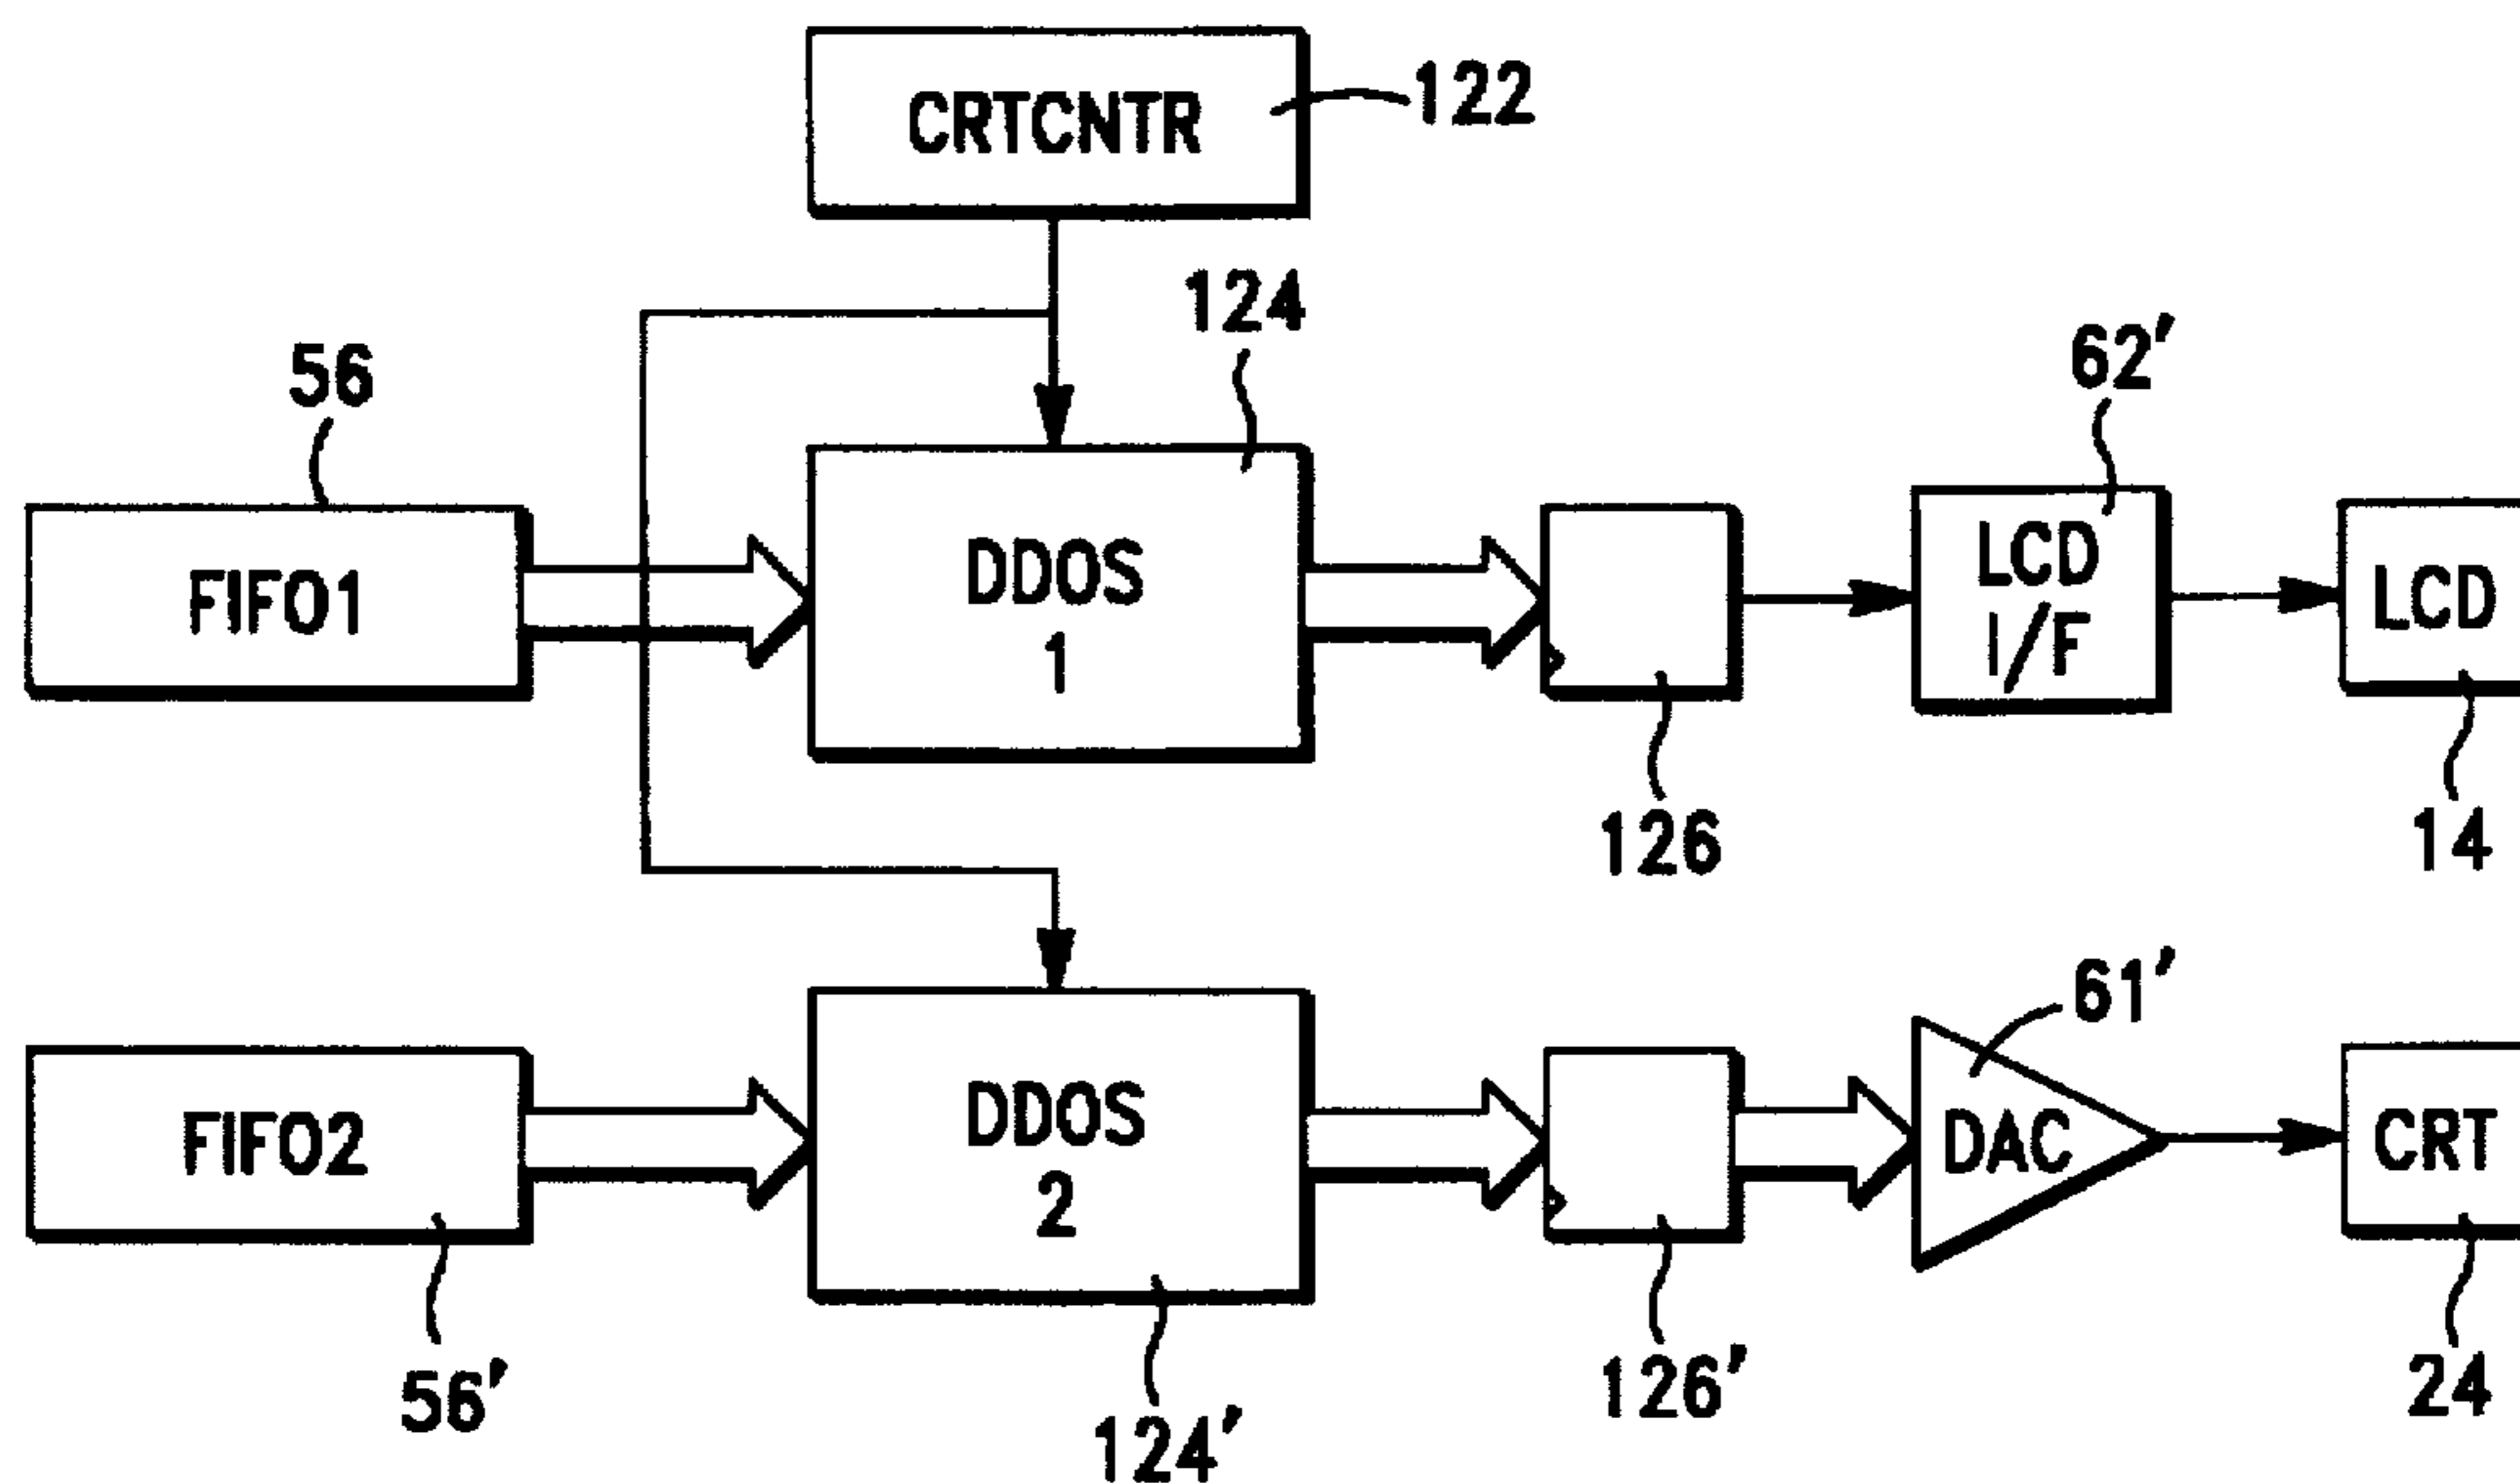 CRTCNTR
122
124
56
62'
FIFO1
DDOS
1
LCD
I/F
LCD
126
14
61'
FIFO2
DDOS
2
DAC
CRT
56'
124'
126'
24